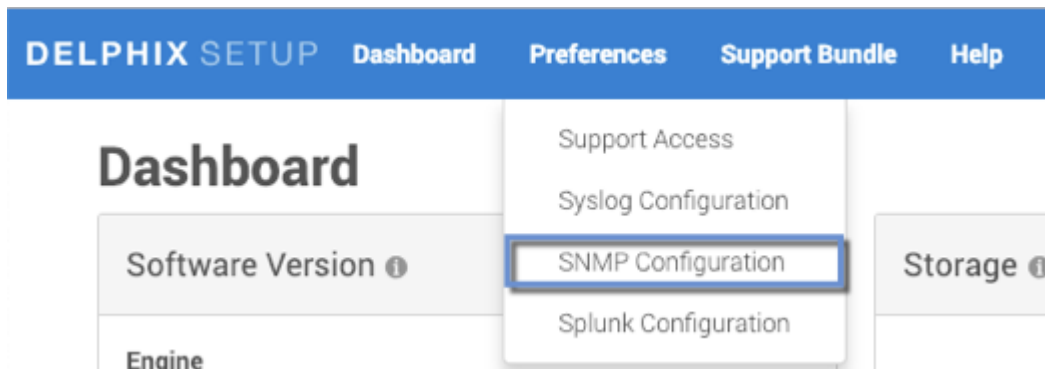 DELPHIX SETUP Dashboard Preferences Support Bundle Help
Support Access
Dashboard
Syslog Configuration
Software Version
SNMP Configuration
Storage
Splunk Configuration
Engine